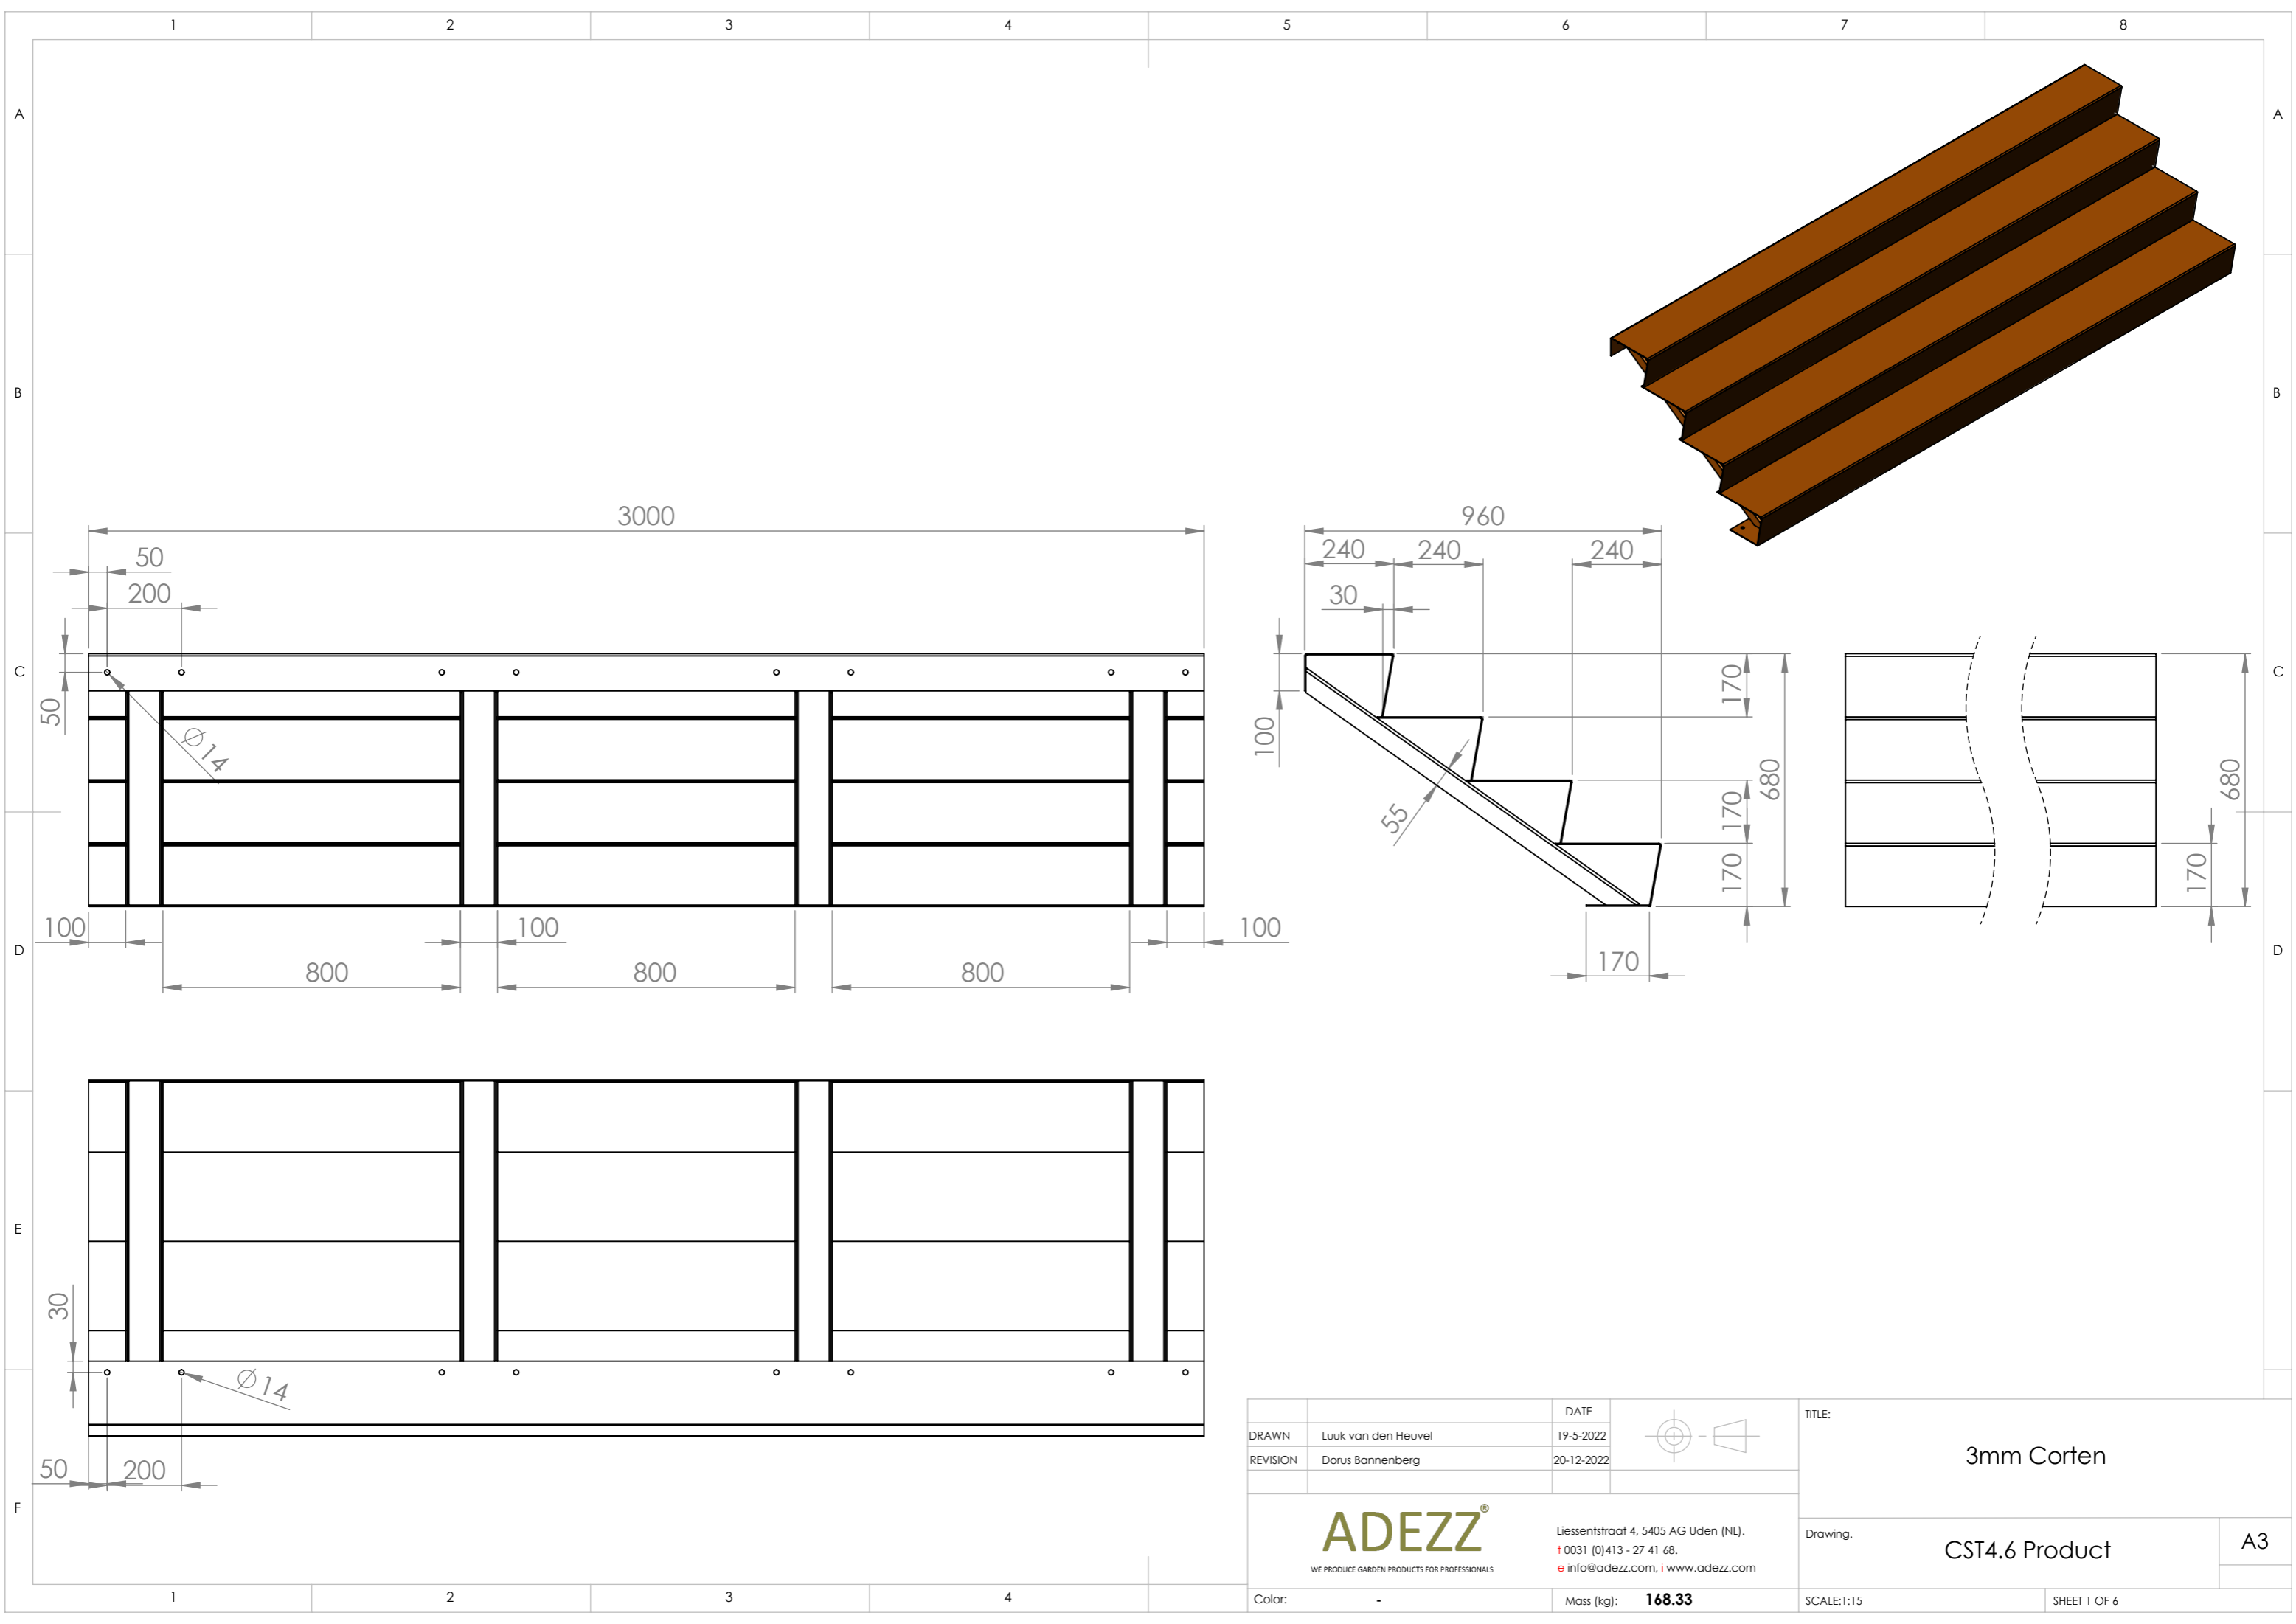 1 2 3 4 5 6 7 8
A A
B B
C C
D D
E
F
3000
50
200
50
Ø14
100
100
100
800
800
800
960
240
240
240
30
100
55
170
170
170
680
170
680
170
30
Ø14
50
200
DATE
DRAWN Luuk van den Heuvel 19-5-2022
REVISION Dorus Bannenberg 20-12-2022
TITLE:
3mm Corten
ADEZZ®
WE PRODUCE GARDEN PRODUCTS FOR PROFESSIONALS
Liessentstraat 4, 5405 AG Uden (NL).
t 0031 (0)413 - 27 41 68.
e info@adezz.com, i www.adezz.com
Drawing.
CST4.6 Product
A3
Color: -
Mass (kg): 168.33
SCALE:1:15
SHEET 1 OF 6
1 2 3 4